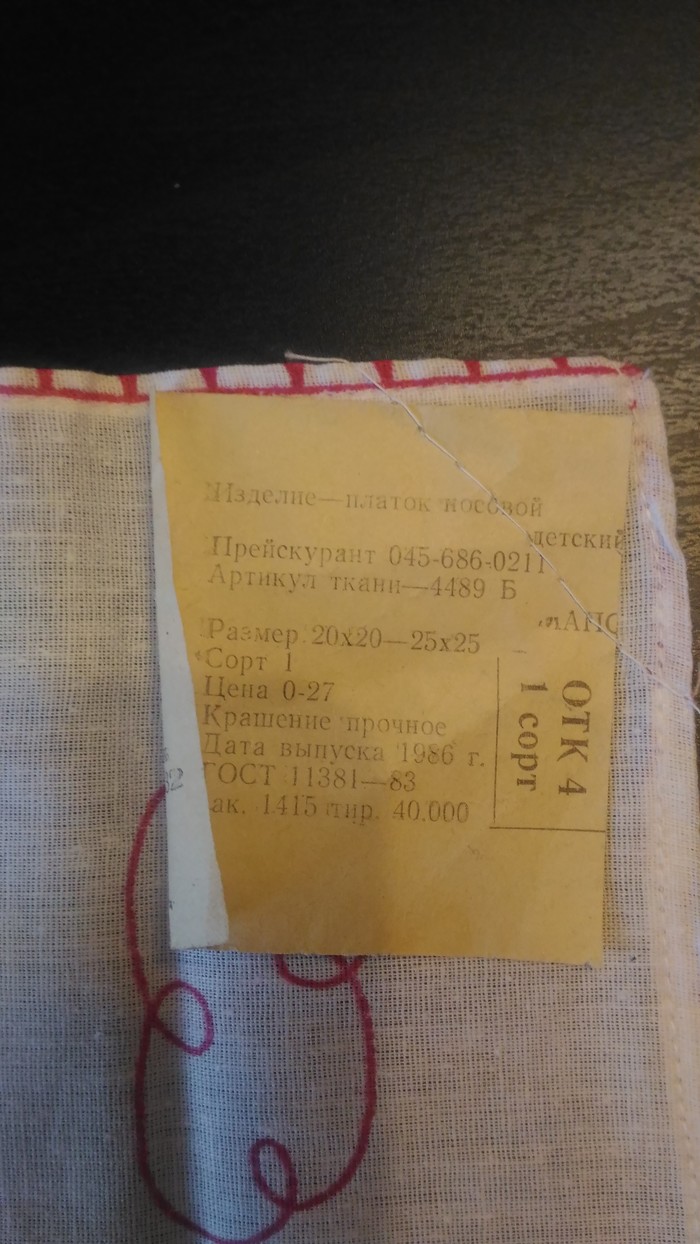 Изделие—платок носовой
детский
Прейскурант 045-686-0211
Артикул ткани—4489 Б
Размер 20х20—25х25
Сорт 1
Цена 0-27
Крашение прочное
Дата выпуска 1986 г.
ГОСТ 11381—83
ак. 1415 тир. 40.000
ОТК 4
1 сорт